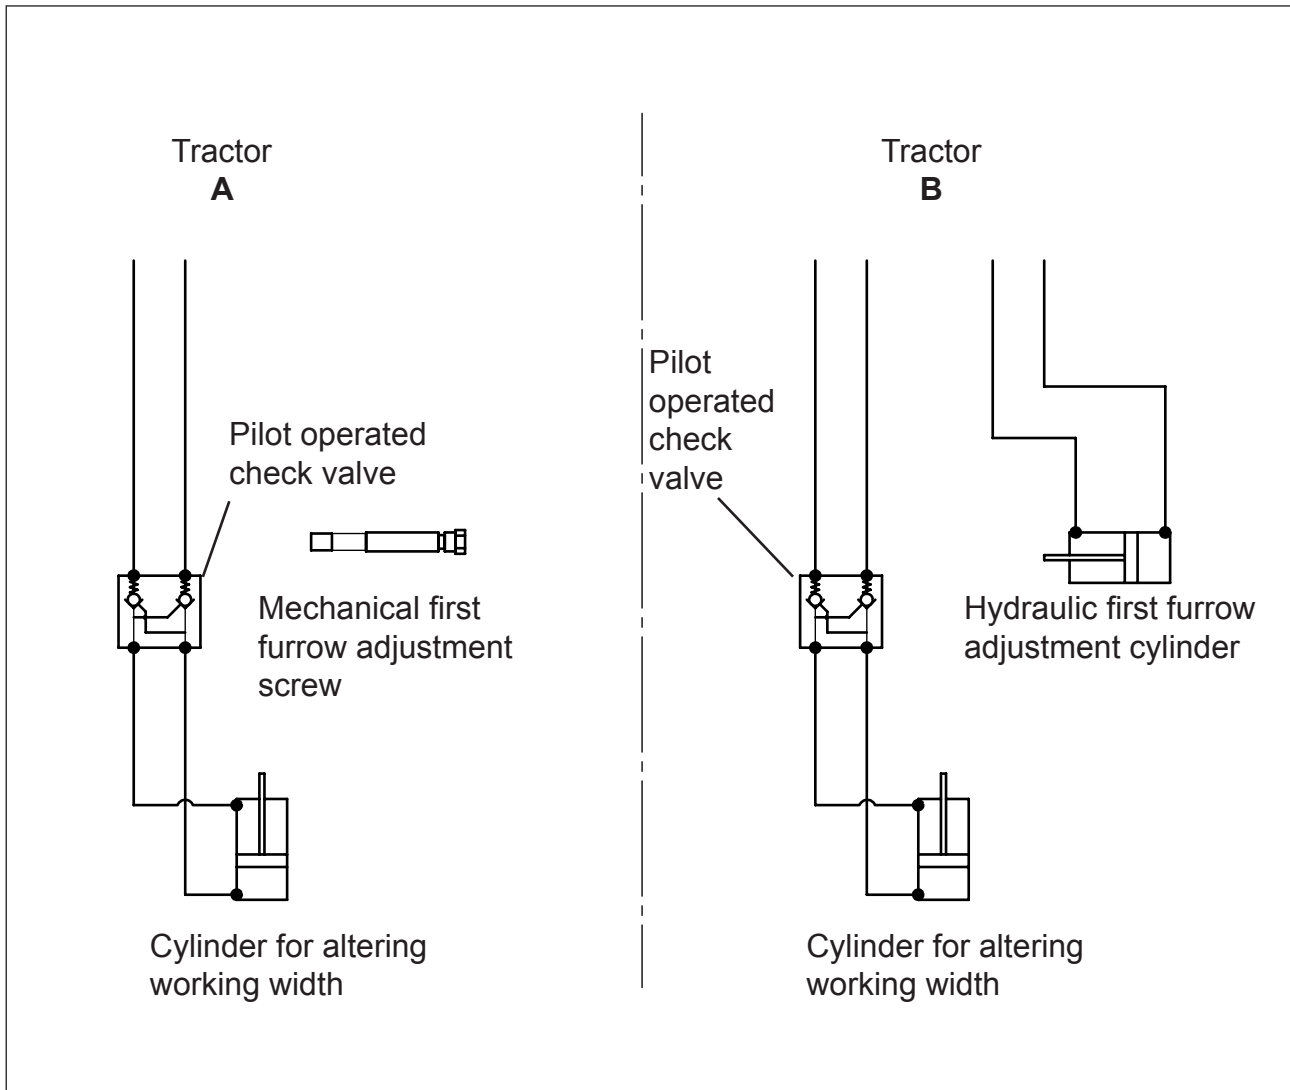 Tractor
A
Pilot operated
check valve
Mechanical first
furrow adjustment
screw
Cylinder for altering
working width
Tractor
B
Pilot
operated
check
valve
Hydraulic first furrow
adjustment cylinder
Cylinder for altering
working width